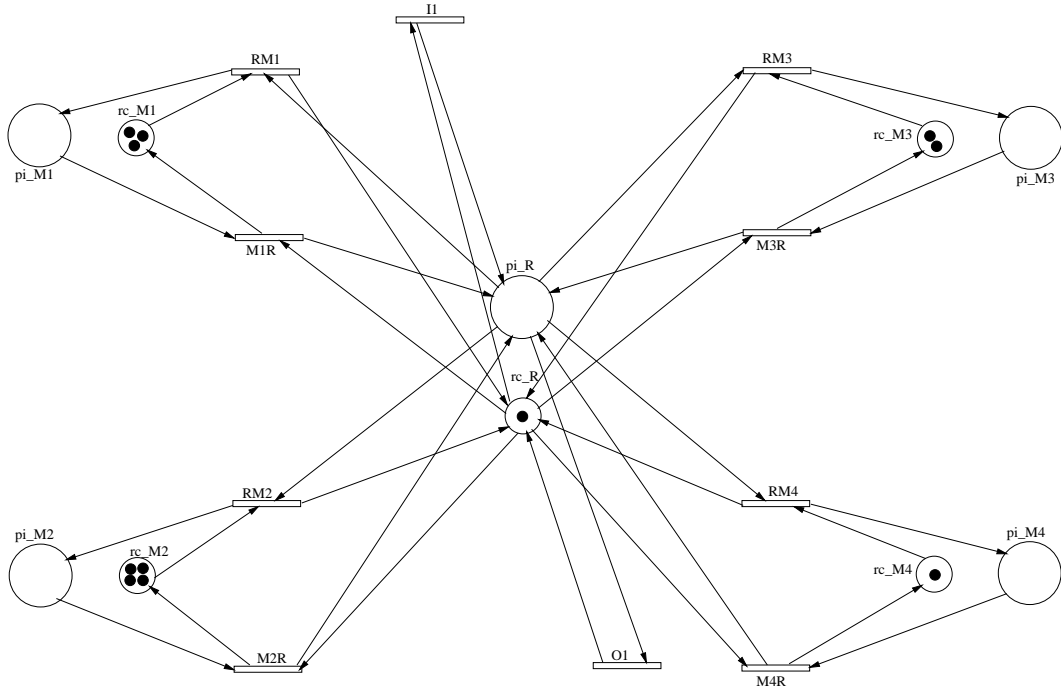 I1
RM1
RM3
rc_M1
rc_M3
pi_M1
pi_M3
M1R
M3R
pi_R
rc_R
RM2
RM4
pi_M2
pi_M4
rc_M2
rc_M4
M2R
O1
M4R